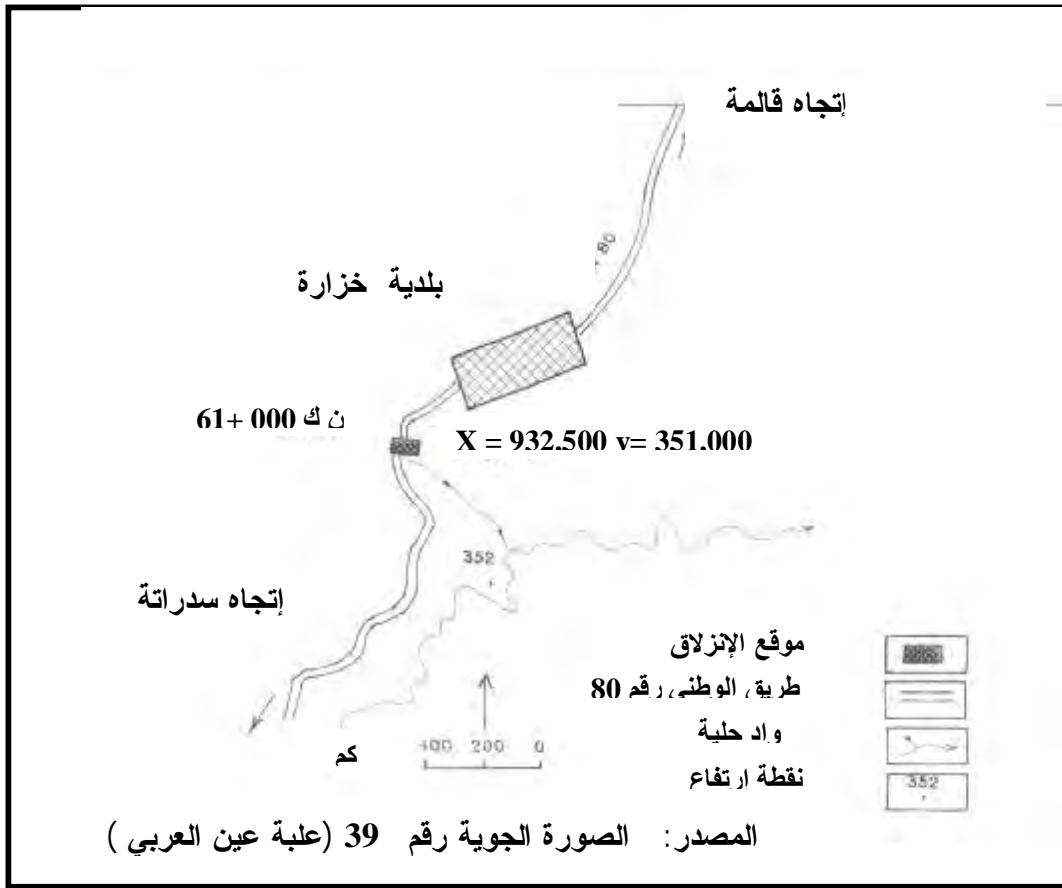 إتجاه قالمة
80
بلدية خزارة
ن ك 000 +61
X = 932.500 y= 351.000
352
إتجاه سدراتة
موقع الإنزلاق
طريق الوطني رقم 80
واد حلية
كم
400 200 0
نقطة إرتفاع
352
المصدر: الصورة الجوية رقم 39 (علبة عين العربي )